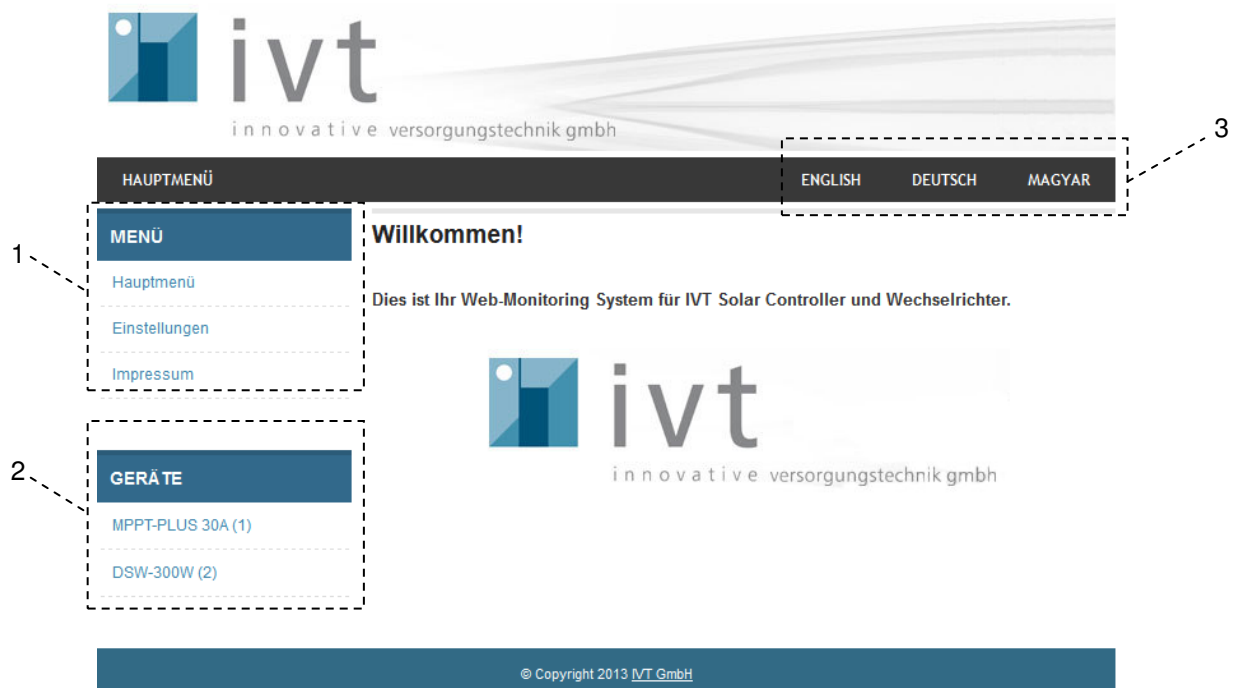 ivt
innovative versorgungstechnik gmbh
3
HAUPTMENÜ ENGLISH DEUTSCH MAGYAR
1
MENÜ
Hauptmenü
Einstellungen
Impressum
Willkommen!
Dies ist Ihr Web-Monitoring System für IVT Solar Controller und Wechselrichter.
ivt
innovative versorgungstechnik gmbh
2
GERÄTE
MPPT-PLUS 30A (1)
DSW-300W (2)
© Copyright 2013 IVT GmbH